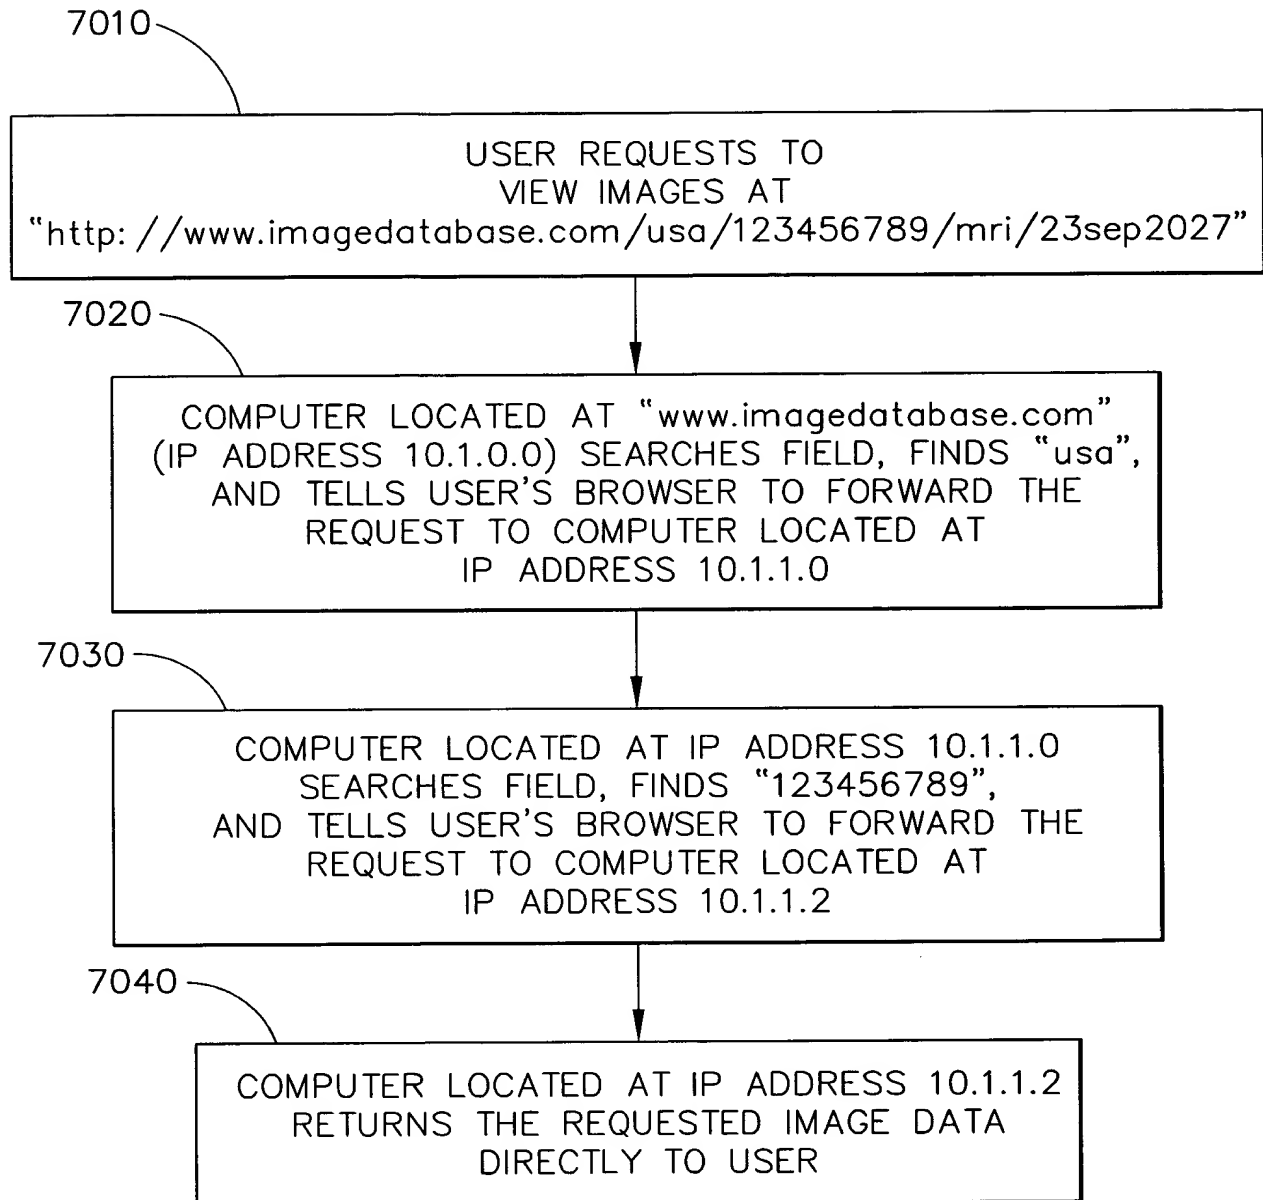 7010
USER REQUESTS TO
VIEW IMAGES AT
“http: //www.imagedatabase.com/usa/123456789/mri/23sep2027”
7020
COMPUTER LOCATED AT “www.imagedatabase.com”
(IP ADDRESS 10.1.0.0) SEARCHES FIELD, FINDS “usa”,
AND TELLS USER'S BROWSER TO FORWARD THE
REQUEST TO COMPUTER LOCATED AT
IP ADDRESS 10.1.1.0
7030
COMPUTER LOCATED AT IP ADDRESS 10.1.1.0
SEARCHES FIELD, FINDS “123456789”,
AND TELLS USER'S BROWSER TO FORWARD THE
REQUEST TO COMPUTER LOCATED AT
IP ADDRESS 10.1.1.2
7040
COMPUTER LOCATED AT IP ADDRESS 10.1.1.2
RETURNS THE REQUESTED IMAGE DATA
DIRECTLY TO USER